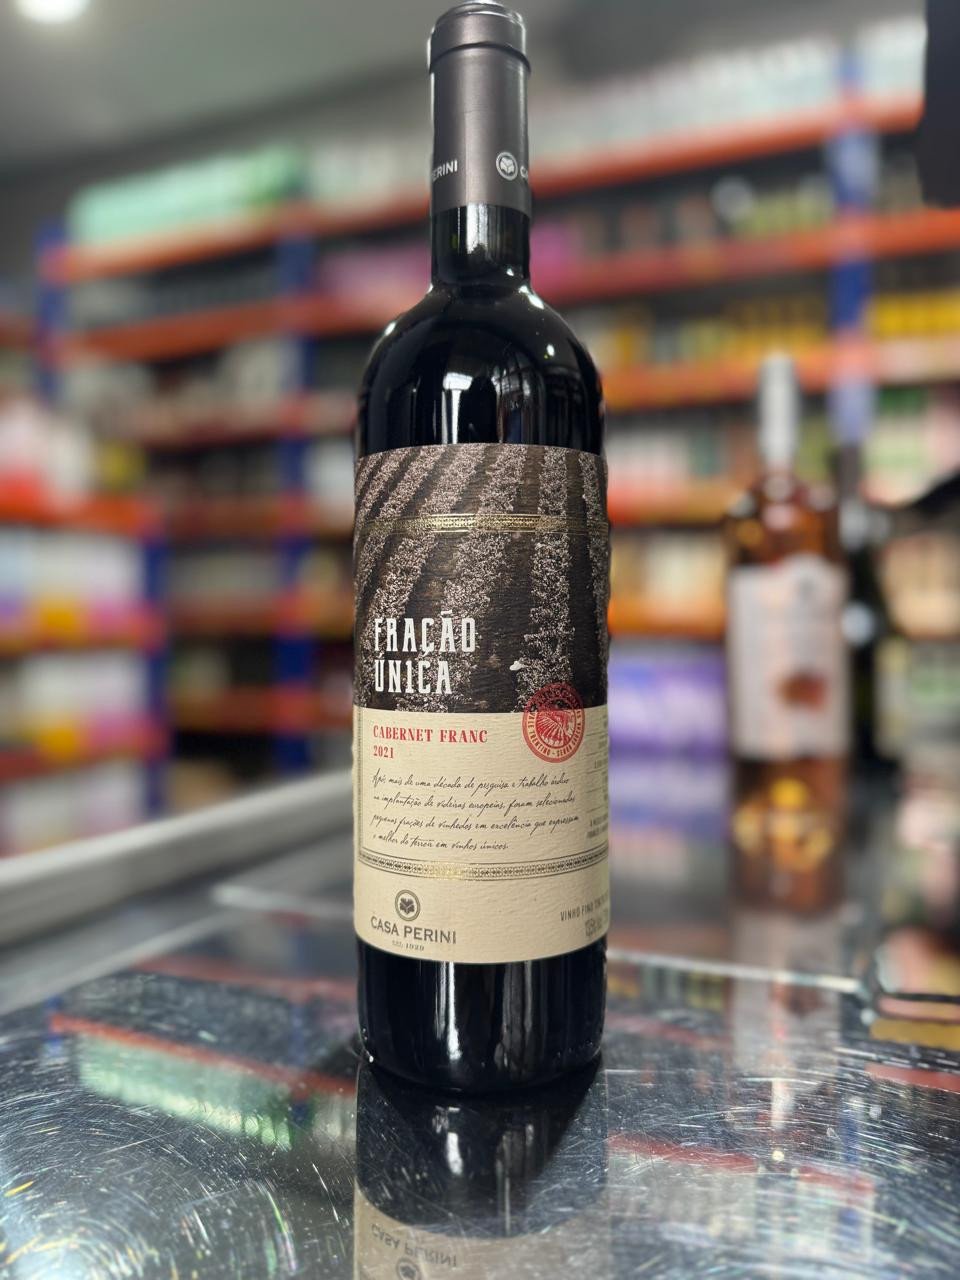 ERINI
FRAÇÃO
ÚNICA
CABERNET FRANC
2021
Após mais de uma década de pesquisa e trabalho árduo
na implantação de videiras europeias, foram selecionadas
pequenas frações de vinhedos em excelência que expressam
o melhor do terroir em vinhos únicos.
CASA PERINI
EST. 1929
VINHO FINO TINTO
CASA PERINI